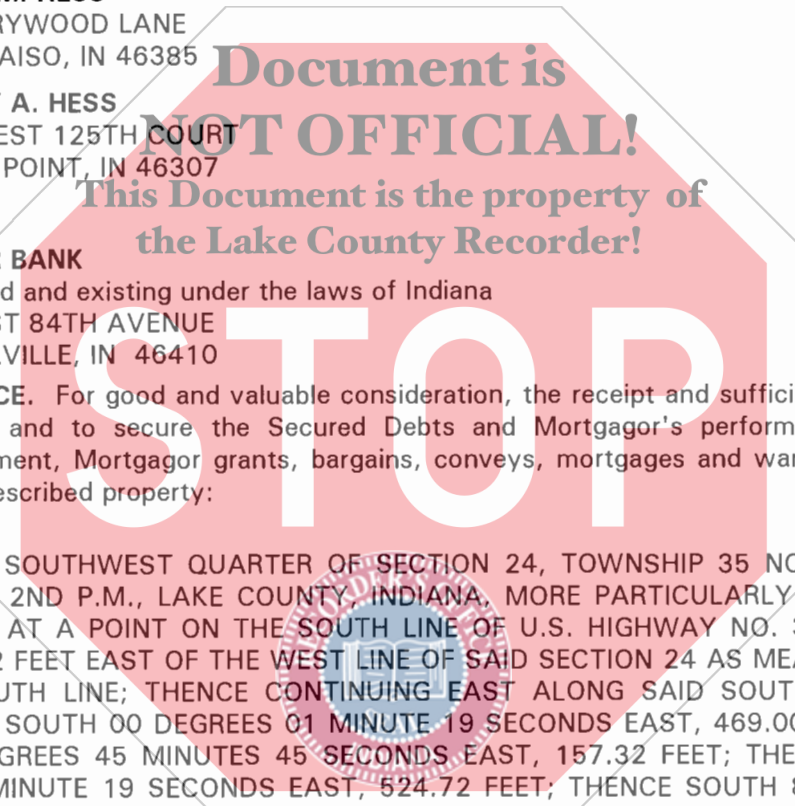 RYWOOD LANE
AISO, IN 46385
Document is
A. HESS
NOT OFFICIAL!
EST 125TH COURT
POINT, IN 46307
This Document is the property of
the Lake County Recorder!
BANK
d and existing under the laws of Indiana
ST 84TH AVENUE
LVILLE, IN 46410
STOP
CE. For good and valuable consideration, the receipt and suffici
and to secure the Secured Debts and Mortgagor's perform
ment, Mortgagor grants, bargains, conveys, mortgages and war
escribed property:
SOUTHWEST QUARTER OF SECTION 24, TOWNSHIP 35 NO
2ND P.M., LAKE COUNTY, INDIANA, MORE PARTICULARLY
AT A POINT ON THE SOUTH LINE OF U.S. HIGHWAY NO. 3
2 FEET EAST OF THE WEST LINE OF SAID SECTION 24 AS MEA
UTH LINE; THENCE CONTINUING EAST ALONG SAID SOUT
SOUTH 00 DEGREES 01 MINUTE 19 SECONDS EAST, 469.00
GREES 45 MINUTES 45 SECONDS EAST, 157.32 FEET; THE
MINUTE 19 SECONDS EAST, 524.72 FEET; THENCE SOUTH 8
RECORDER'S OFFICE